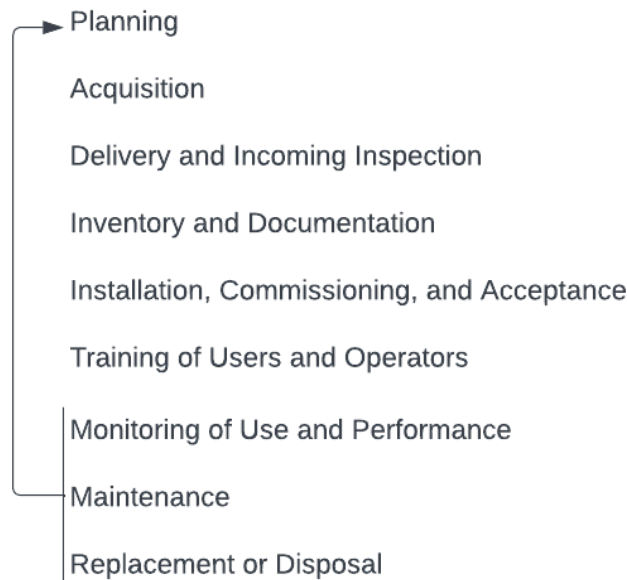 Planning
Acquisition
Delivery and Incoming Inspection
Inventory and Documentation
Installation, Commissioning, and Acceptance
Training of Users and Operators
Monitoring of Use and Performance
Maintenance
Replacement or Disposal